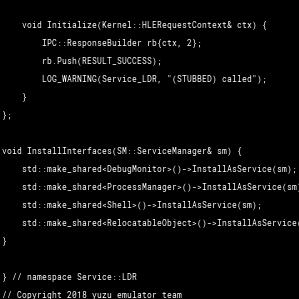 void Initialize(Kernel::HLERequestContext& ctx) {
IPC::ResponseBuilder rb{ctx, 2};
rb.Push(RESULT_SUCCESS);
LOG_WARNING(Service_LDR, "(STUBBED) called");
}
};
void InstallInterfaces(SM::ServiceManager& sm) {
std::make_shared<DebugMonitor>()->InstallAsService(sm);
std::make_shared<ProcessManager>()->InstallAsService(sm)
std::make_shared<Shell>()->InstallAsService(sm);
std::make_shared<RelocatableObject>()->InstallAsService(
}
} // namespace Service::LDR
// Copyright 2018 yuzu emulator team